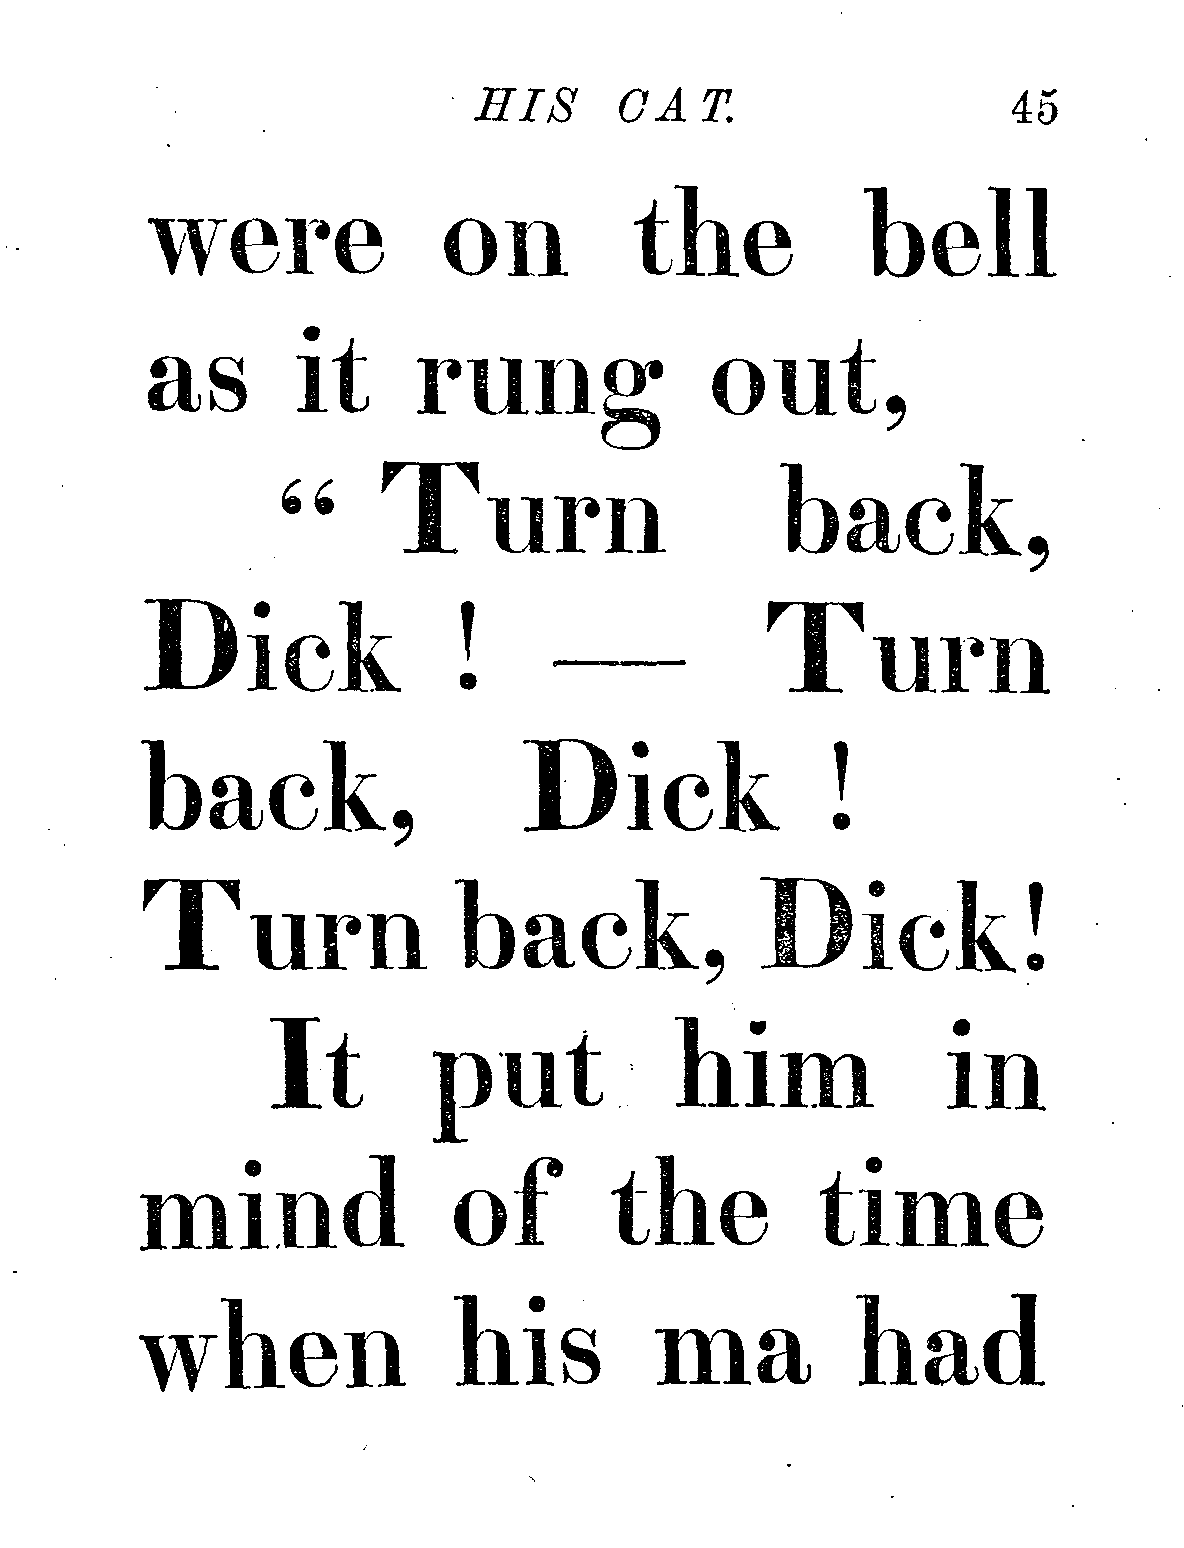 HIS CAT. 45
were on the bell
as it rung out,
“ Turn back,
Dick ! — Turn
back, Dick !
Turn back, Dick!
It put him in
mind of the time
when his ma had